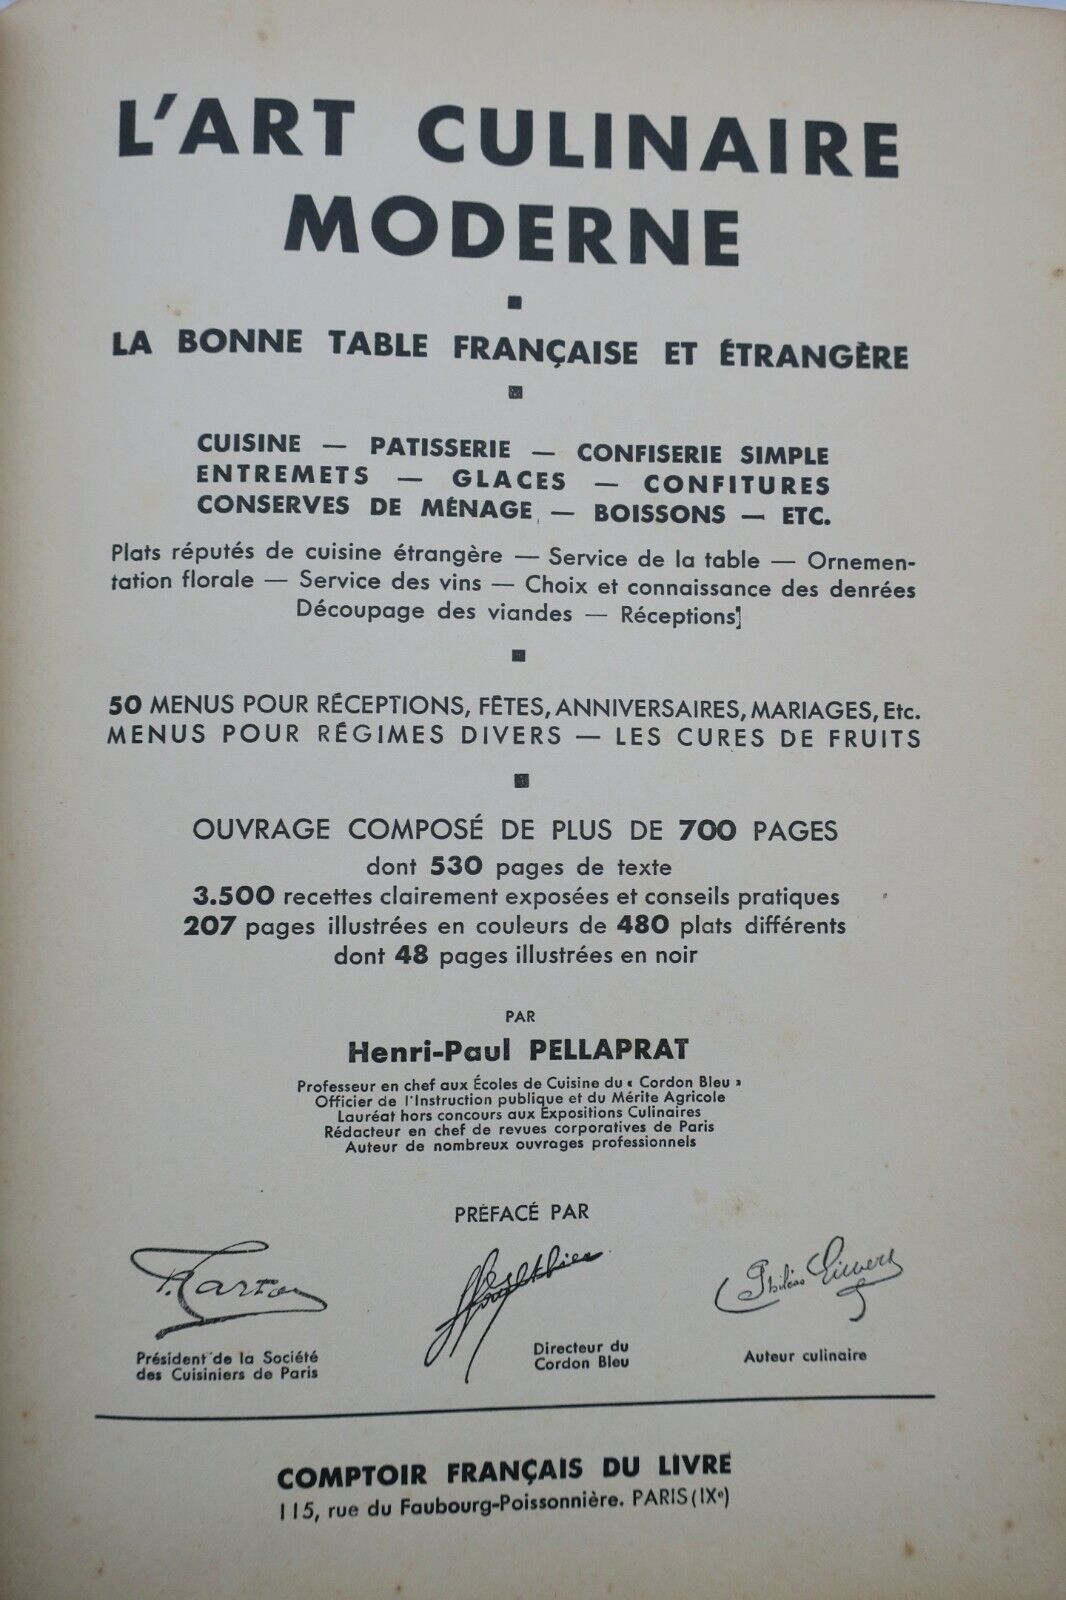 L'ART CULINAIRE
MODERNE
LA BONNE TABLE FRANÇAISE ET ÉTRANGÈRE
CUISINE — PATISSERIE — CONFISERIE SIMPLE
ENTREMETS — GLACES — CONFITURES
CONSERVES DE MÉNAGE — BOISSONS — ETC.
Plats réputés de cuisine étrangère — Service de la table — Ornemen-
tation florale — Service des vins — Choix et connaissance des denrées
Découpage des viandes — Réceptions
50 MENUS POUR RÉCEPTIONS, FÊTES, ANNIVERSAIRES, MARIAGES, Etc.
MENUS POUR RÉGIMES DIVERS — LES CURES DE FRUITS
OUVRAGE COMPOSÉ DE PLUS DE 700 PAGES
dont 530 pages de texte
3.500 recettes clairement exposées et conseils pratiques
207 pages illustrées en couleurs de 480 plats différents
dont 48 pages illustrées en noir
PAR
Henri-Paul PELLAPRAT
Professeur en chef aux Écoles de Cuisine du « Cordon Bleu »
Officier de l'Instruction publique et du Mérite Agricole
Lauréat hors concours aux Expositions Culinaires
Rédacteur en chef de revues corporatives de Paris
Auteur de nombreux ouvrages professionnels
PRÉFACÉ PAR
Président de la Société
des Cuisiniers de Paris
Directeur du
Cordon Bleu
Auteur culinaire
COMPTOIR FRANÇAIS DU LIVRE
115, rue du Faubourg-Poissonnière. PARIS (IXe)